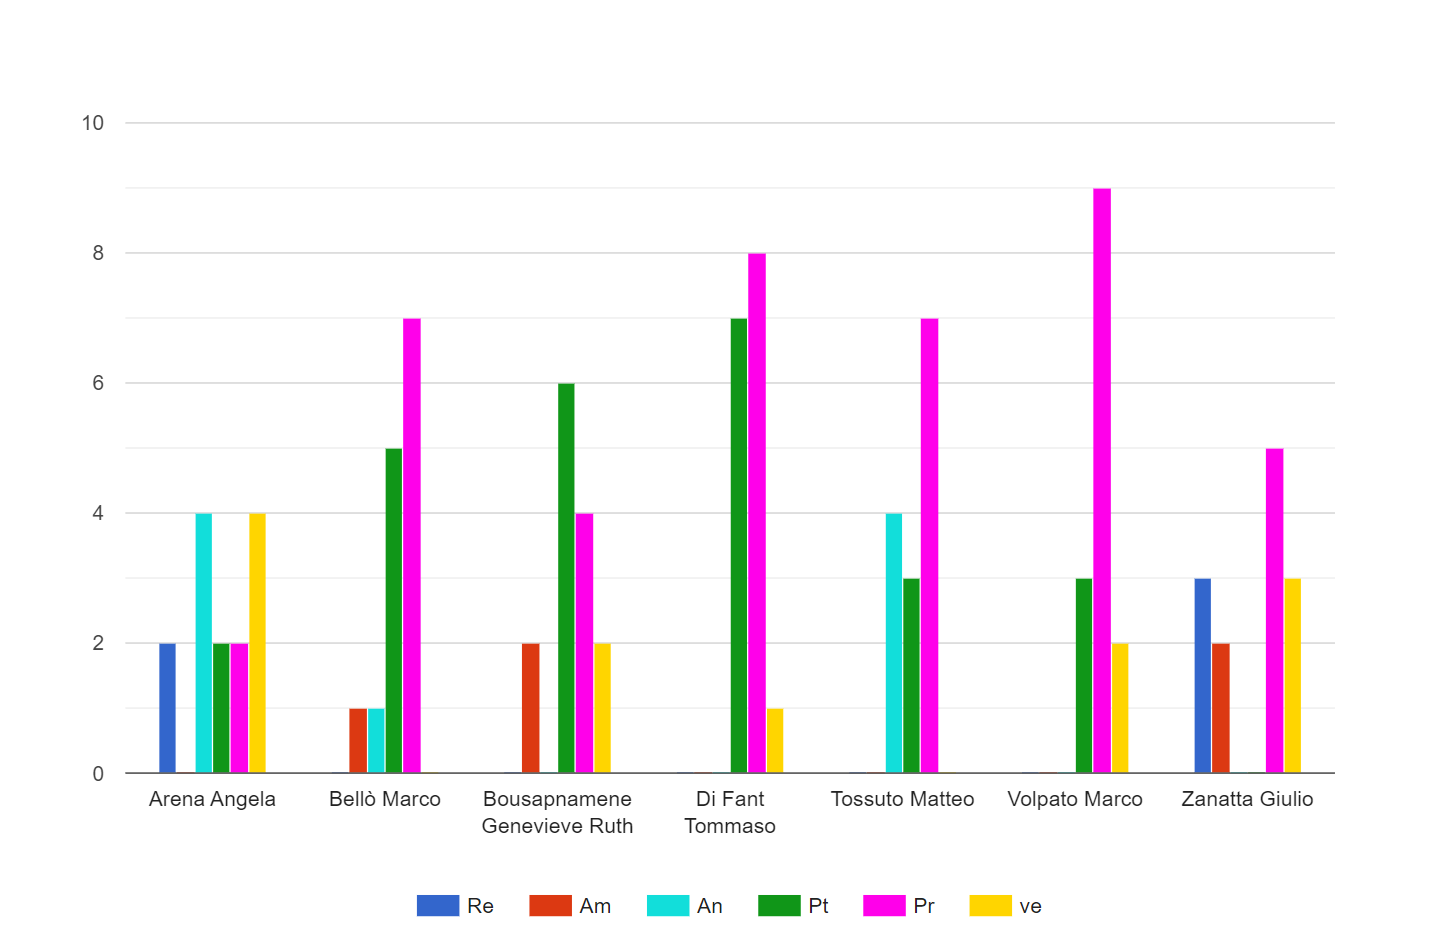 10
8
6
4
2
0
Arena Angela
Bellò Marco
Bousapnamene
Genevieve Ruth
Di Fant
Tommaso
Tossuto Matteo
Volpato Marco
Zanatta Giulio
Re
Am
An
Pt
Pr
ve